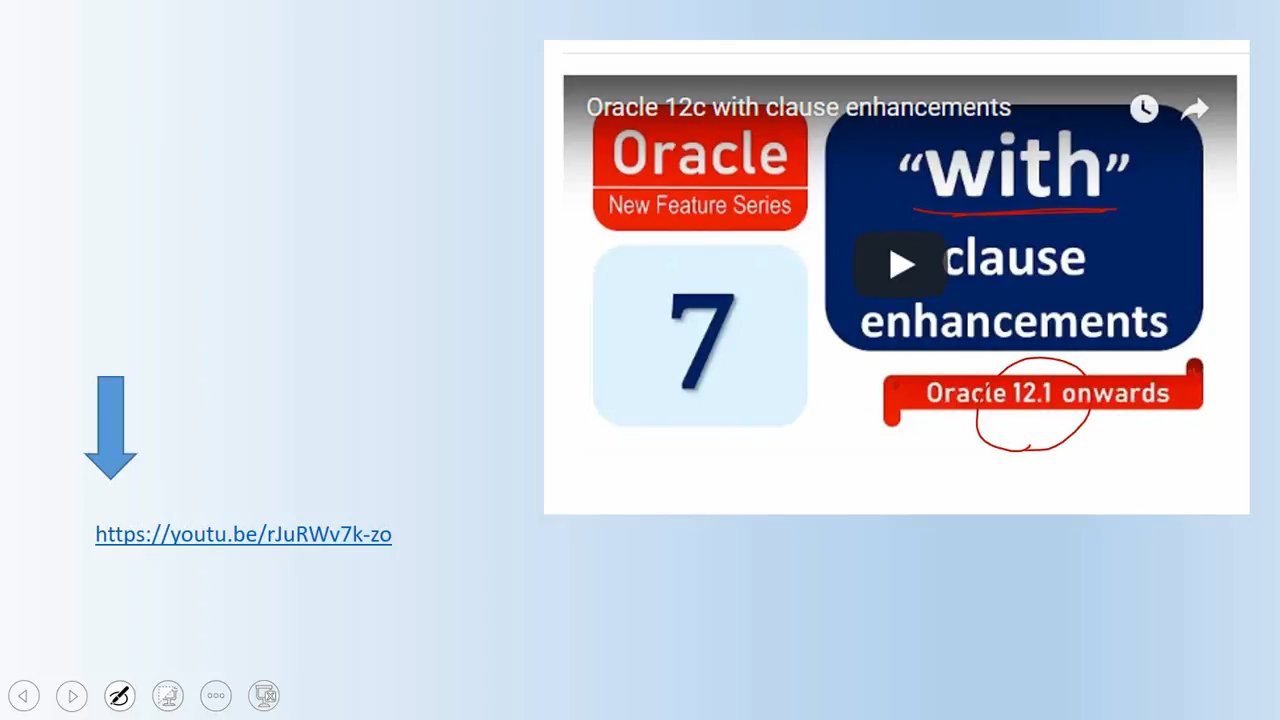 Oracle 12c with clause enhancements
Oracle
New Feature Series
7
“with”
clause
enhancements
Oracle 12.1 onwards
https://youtu.be/rJuRWv7k-zo